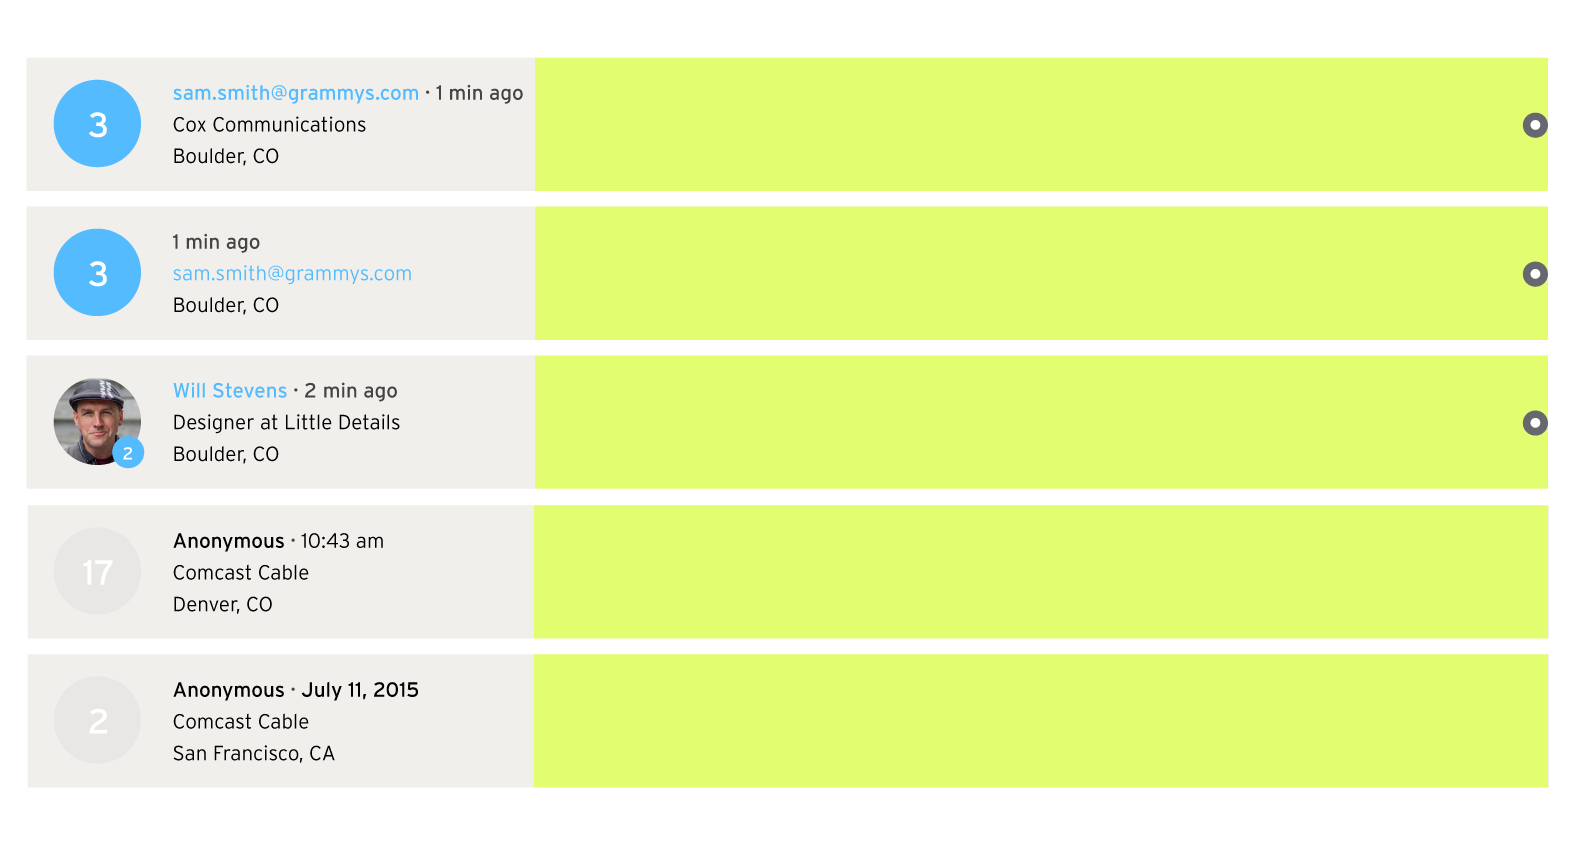 3
sam.smith@grammys.com · 1 min ago
Cox Communications
Boulder, CO
3
1 min ago
sam.smith@grammys.com
Boulder, CO
2
Will Stevens · 2 min ago
Designer at Little Details
Boulder, CO
17
Anonymous · 10:43 am
Comcast Cable
Denver, CO
2
Anonymous · July 11, 2015
Comcast Cable
San Francisco, CA